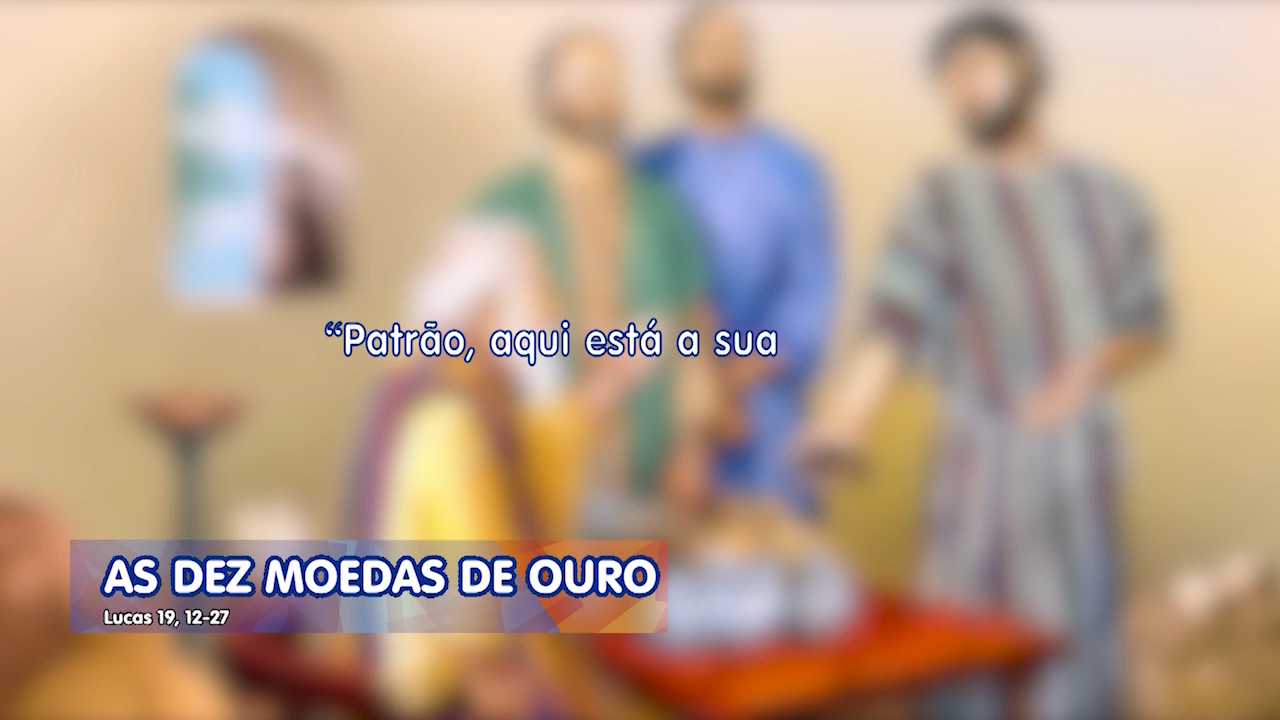 “Patrão, aqui está a sua
AS DEZ MOEDAS DE OURO
Lucas 19, 12-27